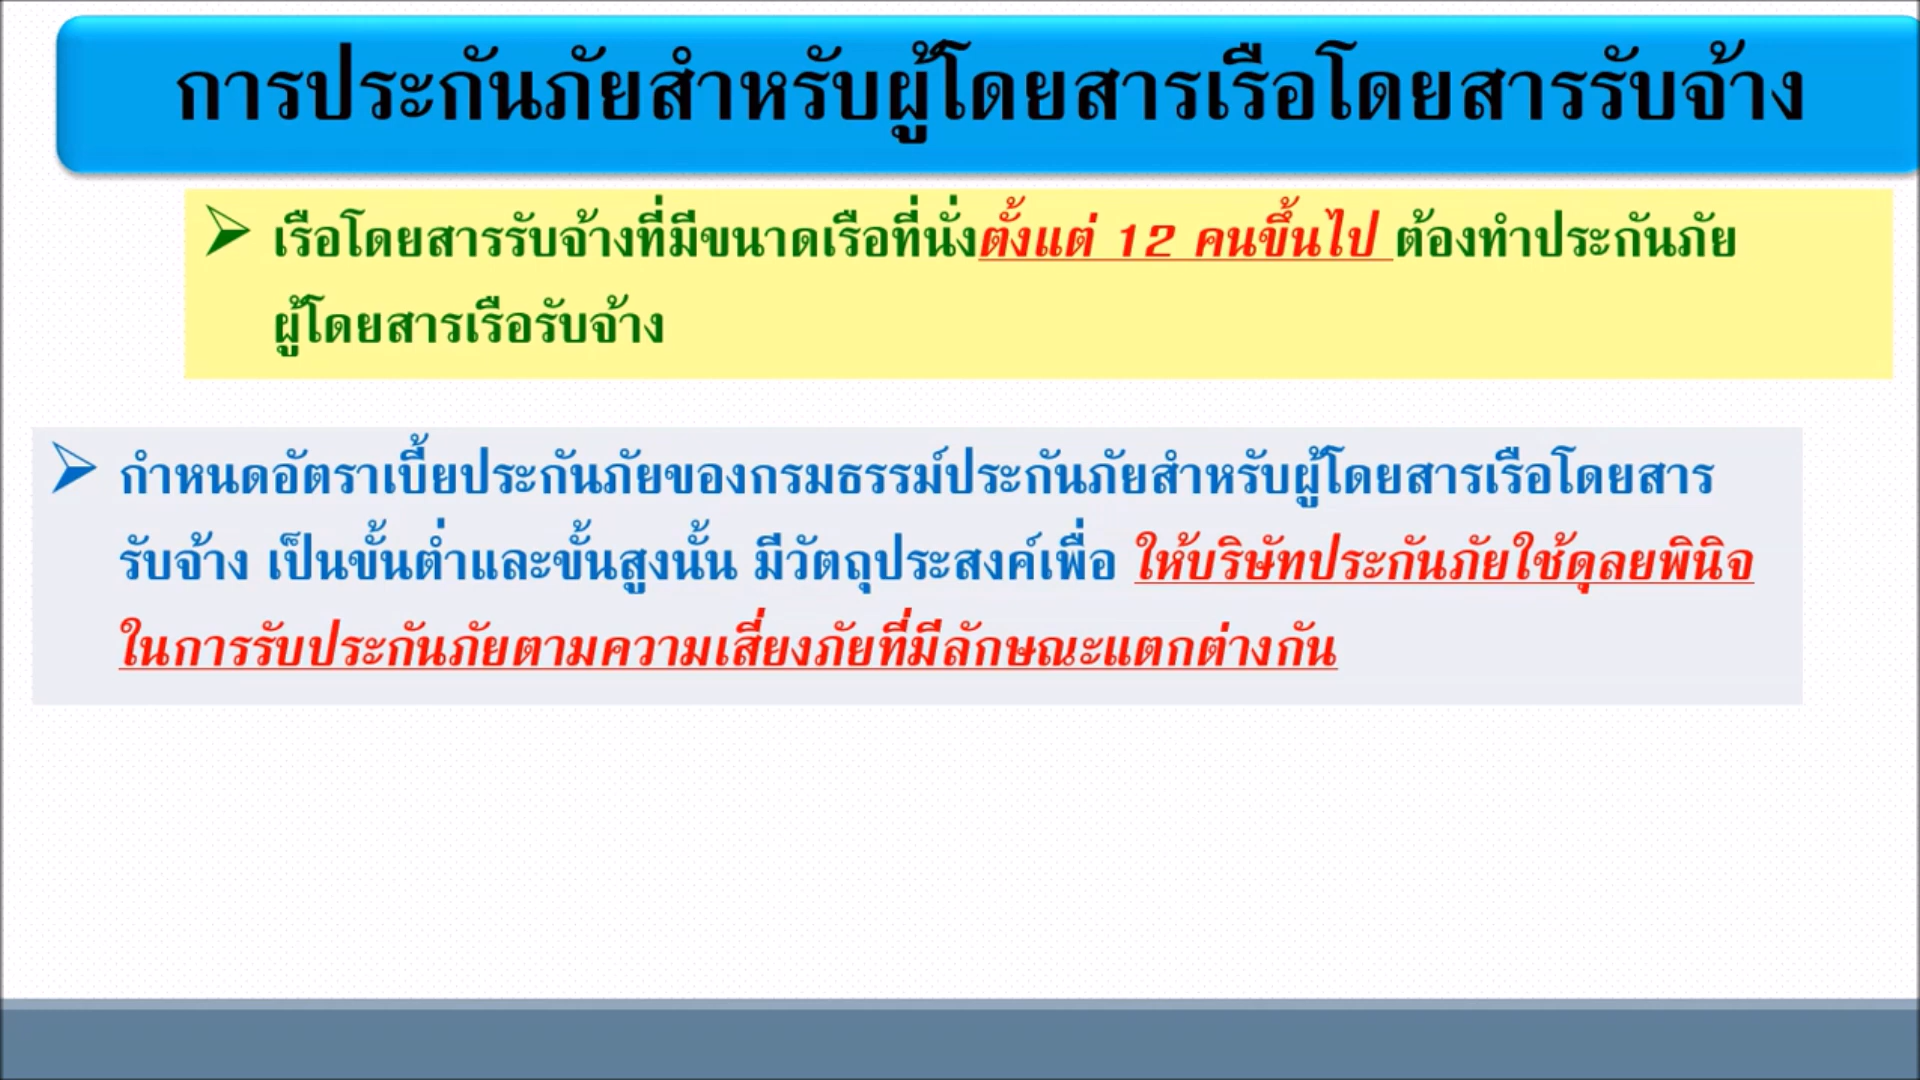 การประกันภัยสำหรับผู้โดยสารเรือโดยสารรับจ้าง
เรือโดยสารรับจ้างที่มีขนาดเรือที่นั่งตั้งแต่ 12 คนขึ้นไป ต้องทำประกันภัย
ผู้โดยสารเรือรับจ้าง
กำหนดอัตราเบี้ยประกันภัยของกรมธรรม์ประกันภัยสำหรับผู้โดยสารเรือโดยสาร
รับจ้าง เป็นขั้นต่ำและขั้นสูงนั้น มีวัตถุประสงค์เพื่อ ให้บริษัทประกันภัยใช้ดุลยพินิจ
ในการรับประกันภัยตามความเสี่ยงภัยที่มีลักษณะแตกต่างกัน